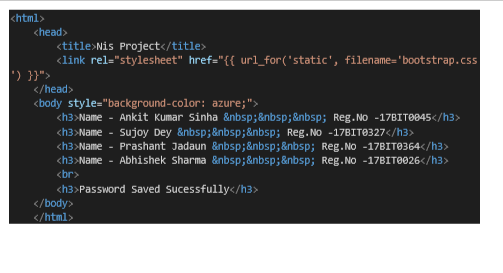 <html>
<head>
<title>Nis Project</title>
<link rel="stylesheet" href="{{ url_for('static', filename='bootstrap.css
') }}">
</head>
<body style="background-color: azure;">
<h3>Name - Ankit Kumar Sinha &nbsp;&nbsp;&nbsp; Reg.No -17BIT0045</h3>
<h3>Name - Sujoy Dey &nbsp;&nbsp;&nbsp; Reg.No -17BIT0327</h3>
<h3>Name - Prashant Jadaun &nbsp;&nbsp;&nbsp; Reg.No -17BIT0364</h3>
<h3>Name - Abhishek Sharma &nbsp;&nbsp;&nbsp; Reg.No -17BIT0026</h3>
<br>
<h3>Password Saved Sucessfully</h3>
</body>
</html>